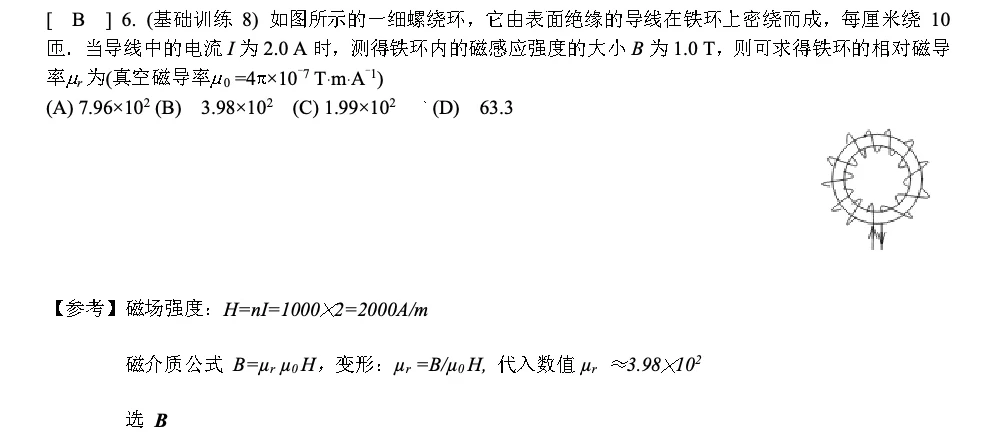 [ B ] 6. (基础训练 8) 如图所示的一细螺绕环，它由表面绝缘的导线在铁环上密绕而成，每厘米绕 10
匝．当导线中的电流 I 为 2.0 A 时，测得铁环内的磁感应强度的大小 B 为 1.0 T，则可求得铁环的相对磁导
率μr 为(真空磁导率μ0 =4π×10⁻⁷ T·m·A⁻¹)
(A) 7.96×10² (B) 3.98×10² (C) 1.99×10² (D) 63.3
【参考】磁场强度：H=nI=1000×2=2000A/m
磁介质公式 B=μr μ0 H，变形：μr =B/μ0 H, 代入数值 μr ≈3.98×10²
选 B